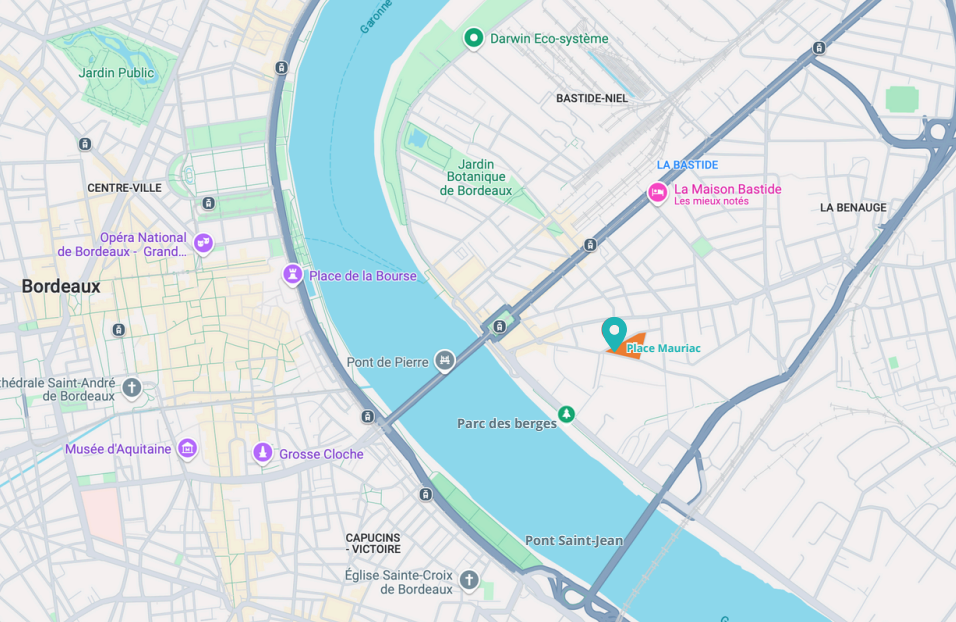 Garonne
Darwin Eco-système
Jardin Public
BASTIDE-NIEL
Jardin
Botanique
de Bordeaux
LA BASTIDE
CENTRE-VILLE
La Maison Bastide
Les mieux notés
LA BENAUGE
Opéra National
de Bordeaux - Grand...
Place de la Bourse
Bordeaux
Place Mauriac
Pont de Pierre
thédrale Saint-André
de Bordeaux
Parc des berges
Musée d'Aquitaine
Grosse Cloche
CAPUCINS
- VICTOIRE
Pont Saint-Jean
Église Sainte-Croix
de Bordeaux